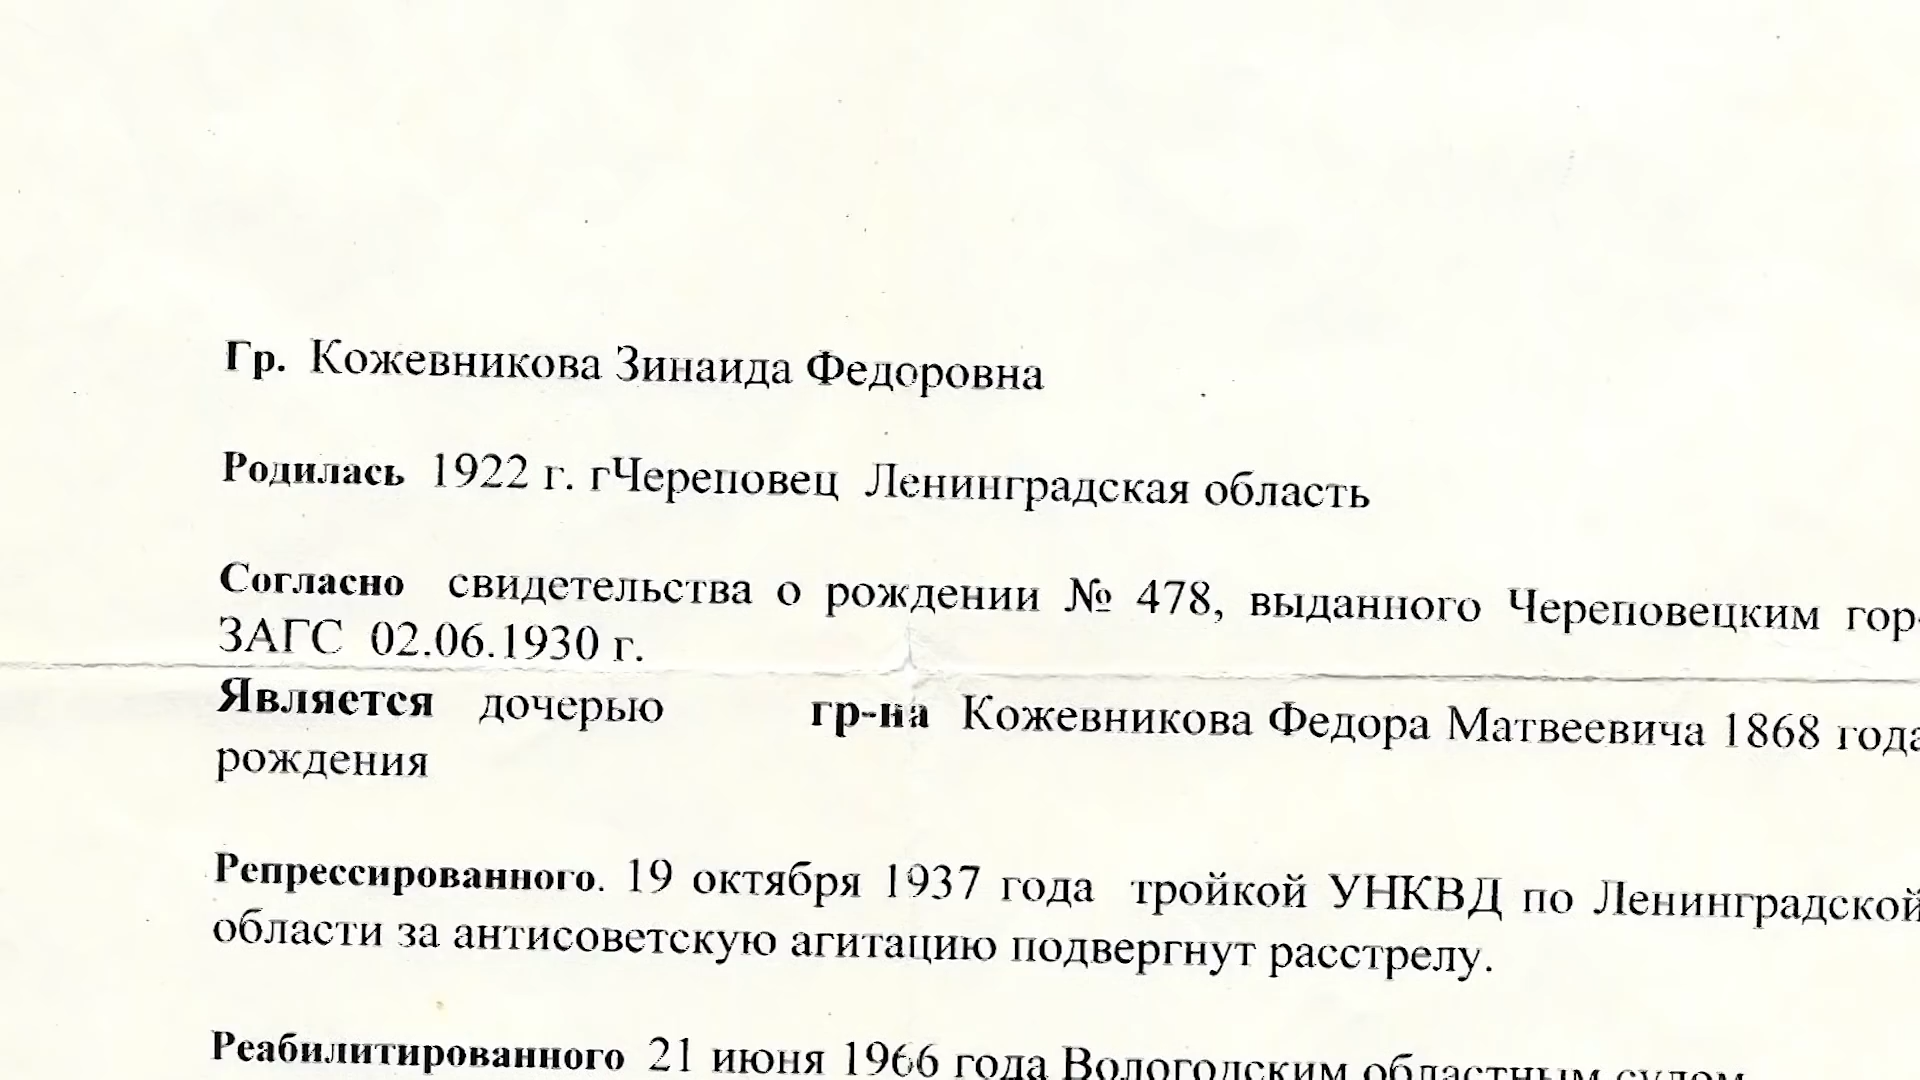 Гр. Кожевникова Зинаида Федоровна
Родилась 1922 г. гЧереповец Ленинградская область
Согласно свидетельства о рождении № 478, выданного Череповецким гор-
ЗАГС 02.06.1930 г.
Является дочерью гр-на Кожевникова Федора Матвеевича 1868 года
рождения
Репрессированного. 19 октября 1937 года тройкой УНКВД по Ленинградской
области за антисоветскую агитацию подвергнут расстрелу.
Реабилитированного 21 июня 1966 года Вологодским областным судом